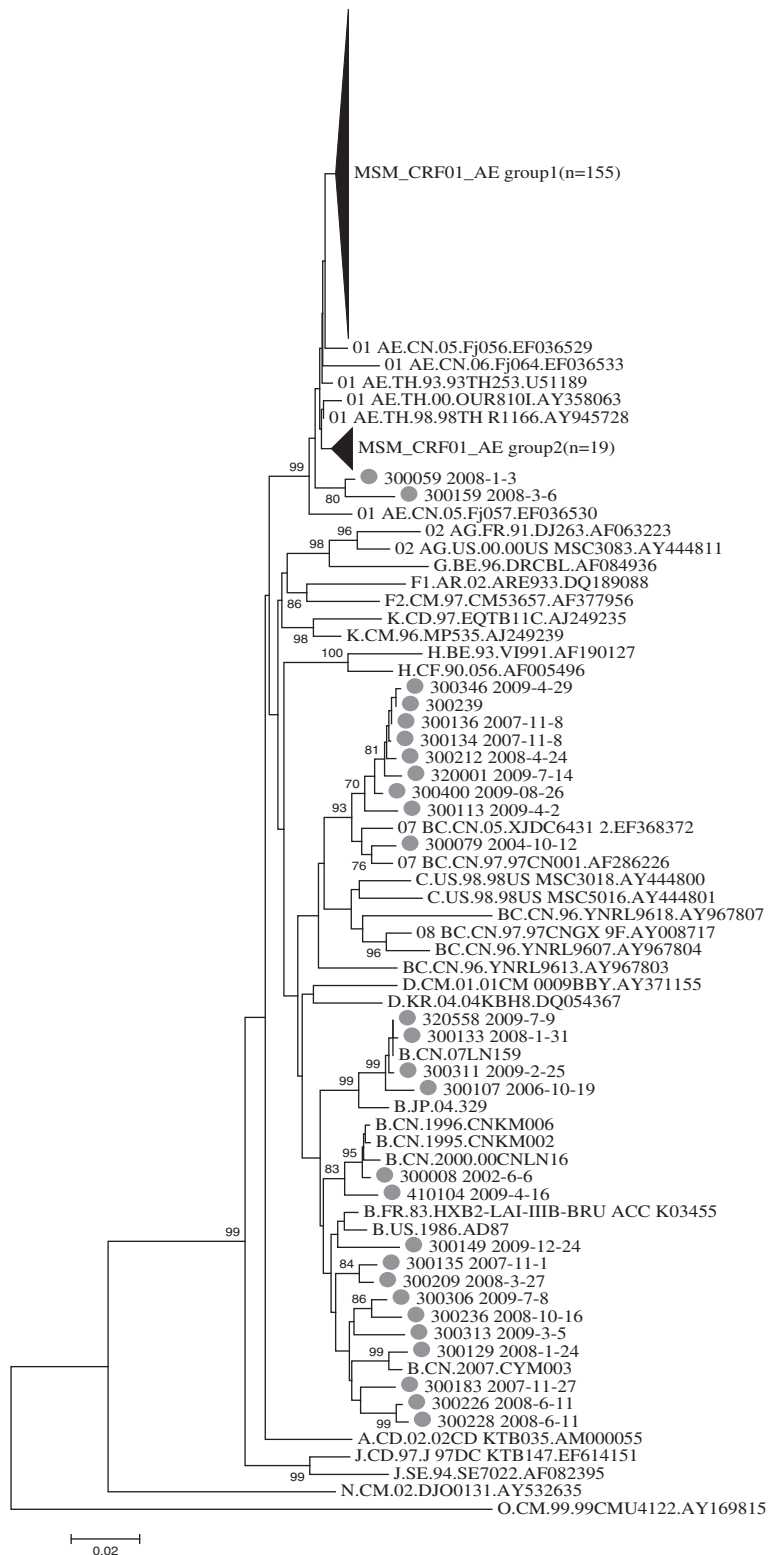 MSM_CRF01_AE group1(n=155)
01 AE.CN.05.Fj056.EF036529
01 AE.CN.06.Fj064.EF036533
01 AE.TH.93.93TH253.U51189
01 AE.TH.00.OUR810I.AY358063
01 AE.TH.98.98TH R1166.AY945728
MSM_CRF01_AE group2(n=19)
99
300059 2008-1-3
80
300159 2008-3-6
01 AE.CN.05.Fj057.EF036530
96
02 AG.FR.91.DJ263.AF063223
98
02 AG.US.00.00US MSC3083.AY444811
G.BE.96.DRCBL.AF084936
F1.AR.02.ARE933.DQ189088
86
F2.CM.97.CM53657.AF377956
K.CD.97.EQTB11C.AJ249235
98
K.CM.96.MP535.AJ249239
100
H.BE.93.VI991.AF190127
H.CF.90.056.AF005496
300346 2009-4-29
300239
300136 2007-11-8
300134 2007-11-8
81
300212 2008-4-24
320001 2009-7-14
70
300400 2009-08-26
93
300113 2009-4-2
07 BC.CN.05.XJDC6431 2.EF368372
300079 2004-10-12
76
07 BC.CN.97.97CN001.AF286226
C.US.98.98US MSC3018.AY444800
C.US.98.98US MSC5016.AY444801
BC.CN.96.YNRL9618.AY967807
08 BC.CN.97.97CNGX 9F.AY008717
96
BC.CN.96.YNRL9607.AY967804
BC.CN.96.YNRL9613.AY967803
D.CM.01.01CM 0009BBY.AY371155
D.KR.04.04KBH8.DQ054367
320558 2009-7-9
300133 2008-1-31
B.CN.07LN159
99
300311 2009-2-25
99
300107 2006-10-19
B.JP.04.329
B.CN.1996.CNKM006
B.CN.1995.CNKM002
95
B.CN.2000.00CNLN16
83
300008 2002-6-6
410104 2009-4-16
B.FR.83.HXB2-LAI-IIIB-BRU ACC K03455
B.US.1986.AD87
99
300149 2009-12-24
84
300135 2007-11-1
300209 2008-3-27
86
300306 2009-7-8
300236 2008-10-16
300313 2009-3-5
99
300129 2008-1-24
B.CN.2007.CYM003
300183 2007-11-27
300226 2008-6-11
99
300228 2008-6-11
A.CD.02.02CD KTB035.AM000055
J.CD.97.J 97DC KTB147.EF614151
99
J.SE.94.SE7022.AF082395
N.CM.02.DJO0131.AY532635
O.CM.99.99CMU4122.AY169815
0.02